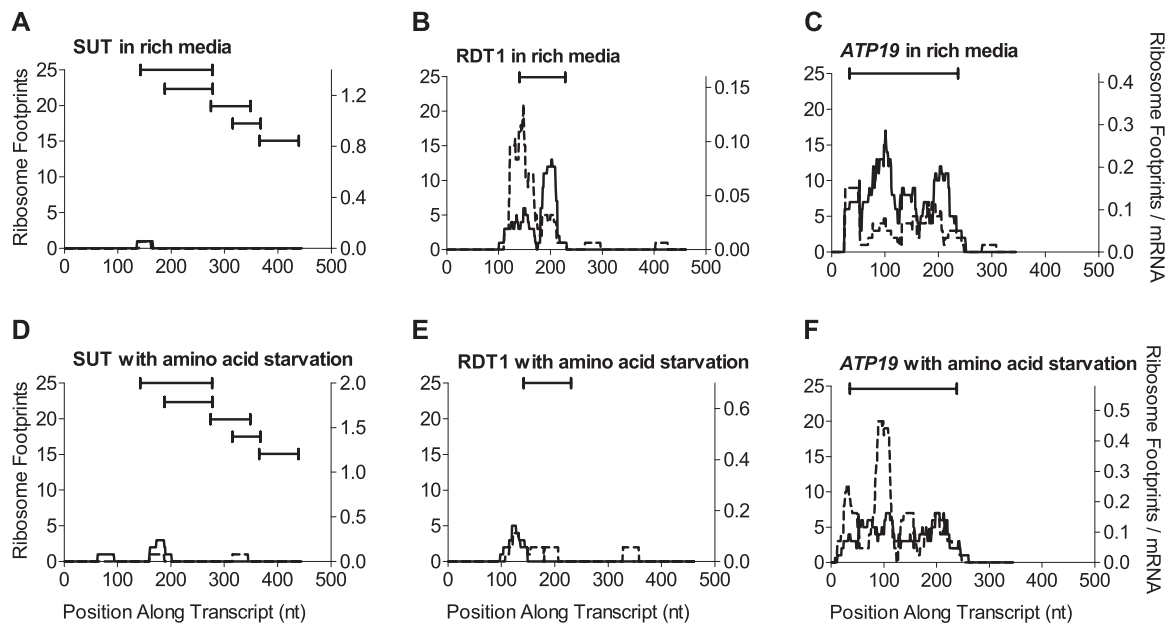 A
SUT in rich media
Ribosome Footprints
25
20
15
10
5
0
1.2
0.8
0.4
0.0
0 100 200 300 400 500
B
RDT1 in rich media
25
20
15
10
5
0
0.15
0.10
0.05
0.00
0 100 200 300 400 500
C
ATP19 in rich media
25
20
15
10
5
0
0.4
0.3
0.2
0.1
0.0
0 100 200 300 400 500
Ribosome Footprints / mRNA
D
SUT with amino acid starvation
Ribosome Footprints
25
20
15
10
5
0
2.0
1.5
1.0
0.5
0.0
0 100 200 300 400 500
Position Along Transcript (nt)
E
RDT1 with amino acid starvation
25
20
15
10
5
0
0.6
0.4
0.2
0.0
0 100 200 300 400 500
Position Along Transcript (nt)
F
ATP19 with amino acid starvation
25
20
15
10
5
0
0.5
0.4
0.3
0.2
0.1
0.0
0 100 200 300 400 500
Position Along Transcript (nt)
Ribosome Footprints / mRNA